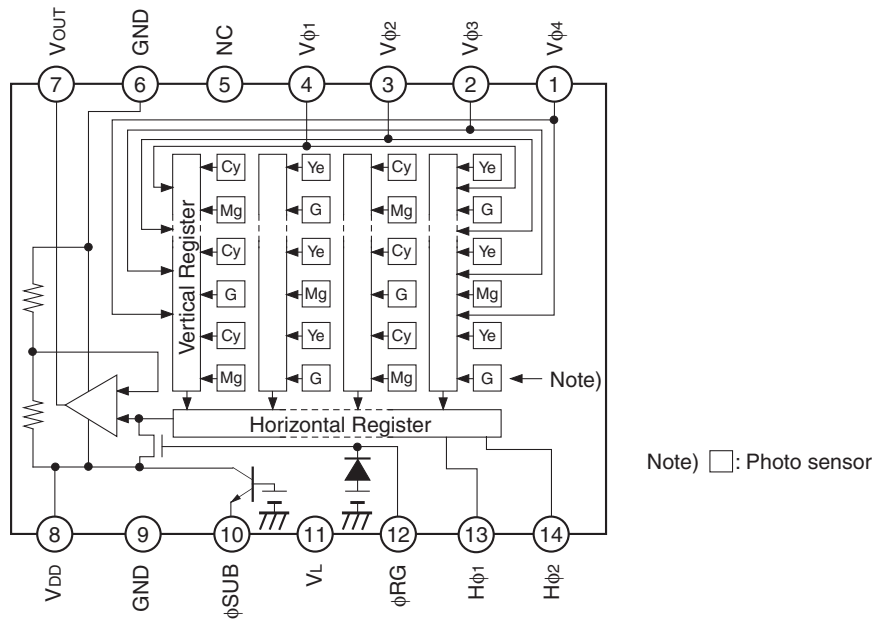 VOUT GND NC Vϕ1 Vϕ2 Vϕ3 Vϕ4
7 6 5 4 3 2 1
Cy Ye Cy Ye
Mg G Mg G
Cy Ye Cy Ye
G Mg G Mg
Cy Ye Cy Ye
Mg G Mg G
Vertical Register
Note)
Horizontal Register
Note) : Photo sensor
8 9 10 11 12 13 14
VDD GND ϕSUB VL ϕRG Hϕ1 Hϕ2